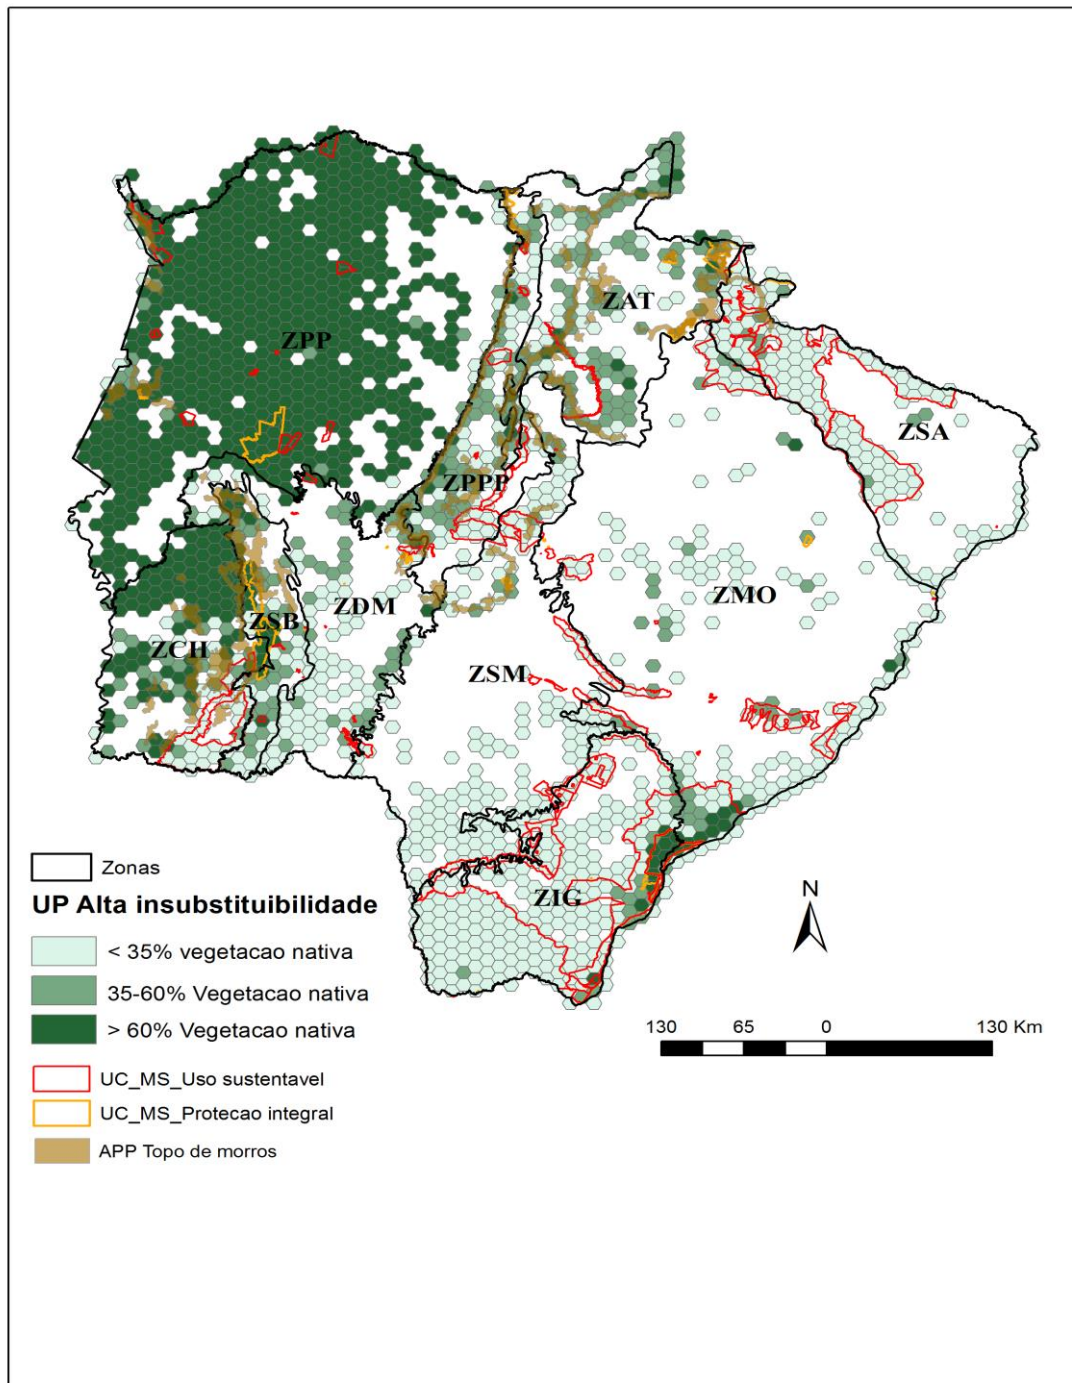 ZPP
ZAT
ZSA
ZPPP
ZCH
ZSB
ZDM
ZMO
ZSM
ZIG
Zonas
UP Alta insubstituibilidade
< 35% vegetacao nativa
35-60% Vegetacao nativa
> 60% Vegetacao nativa
UC_MS_Uso sustentavel
UC_MS_Protecao integral
APP Topo de morros
N
130 65 0 130 Km